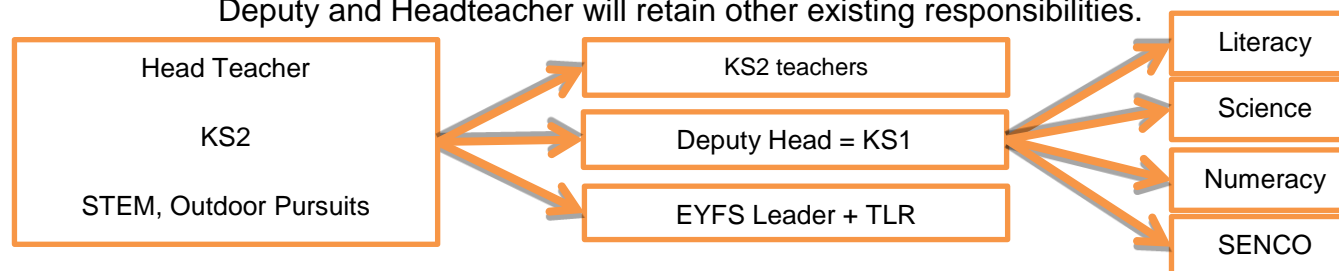 Deputy and Headteacher will retain other existing responsibilities.
Head Teacher
KS2
STEM, Outdoor Pursuits
KS2 teachers
Deputy Head = KS1
EYFS Leader + TLR
Literacy
Science
Numeracy
SENCO